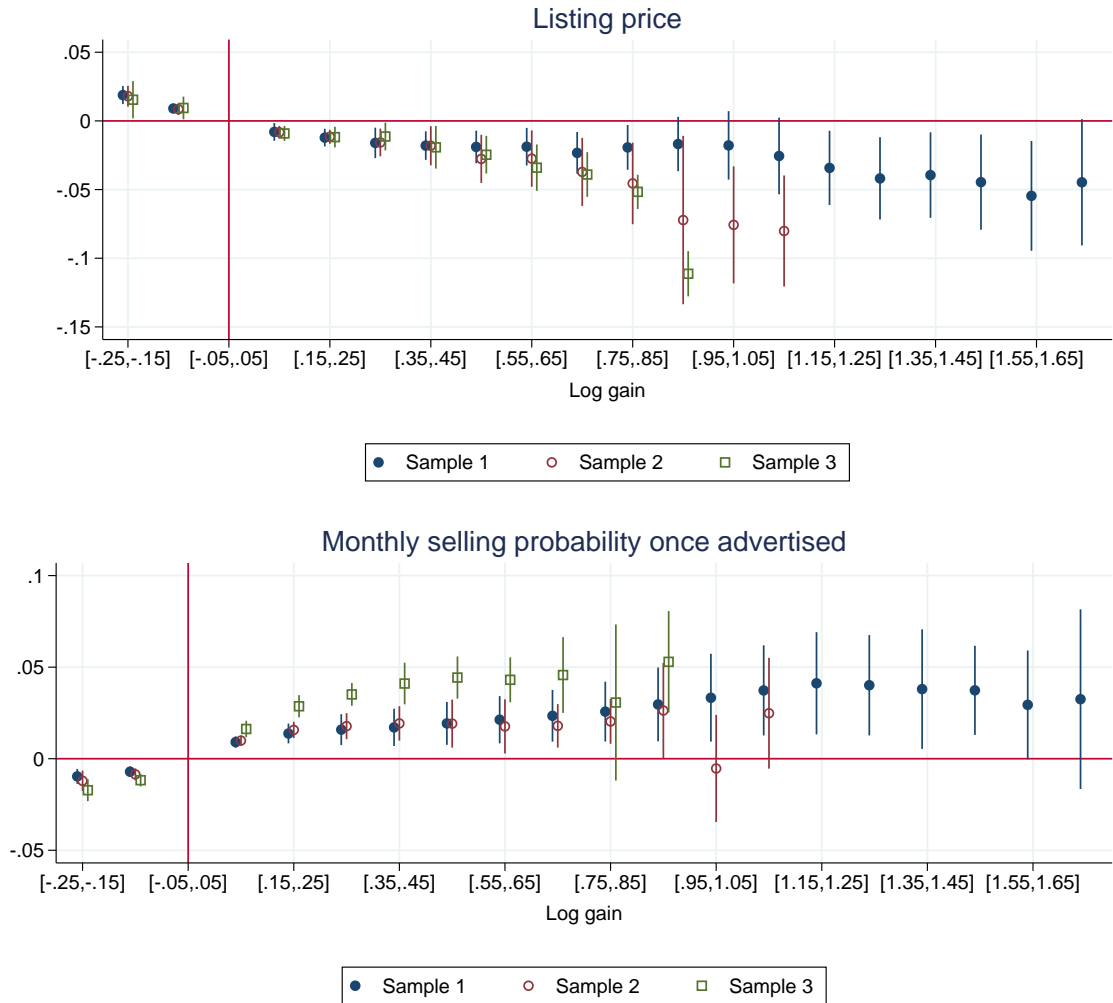 Listing price
.05
0
-.05
-.1
-.15
[-.25,-.15] [-.05,.05] [.15,.25] [.35,.45] [.55,.65] [.75,.85] [.95,1.05] [1.15,1.25] [1.35,1.45] [1.55,1.65]
Log gain
Sample 1 Sample 2 Sample 3
Monthly selling probability once advertised
.1
.05
0
-.05
[-.25,-.15] [-.05,.05] [.15,.25] [.35,.45] [.55,.65] [.75,.85] [.95,1.05] [1.15,1.25] [1.35,1.45] [1.55,1.65]
Log gain
Sample 1 Sample 2 Sample 3